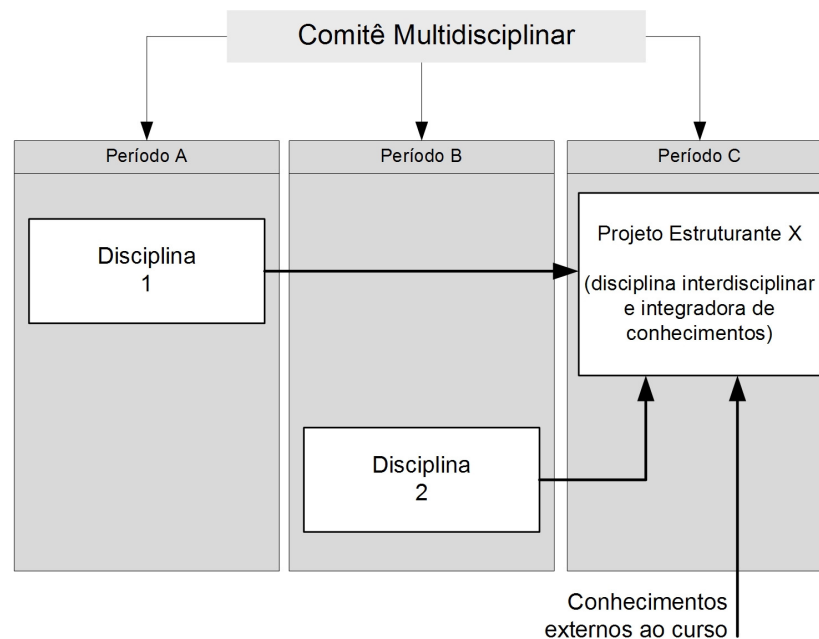 Comitê Multidisciplinar
Período A
Período B
Período C
Disciplina
1
Projeto Estruturante X
(disciplina interdisciplinar
e integradora de
conhecimentos)
Disciplina
2
Conhecimentos
externos ao curso